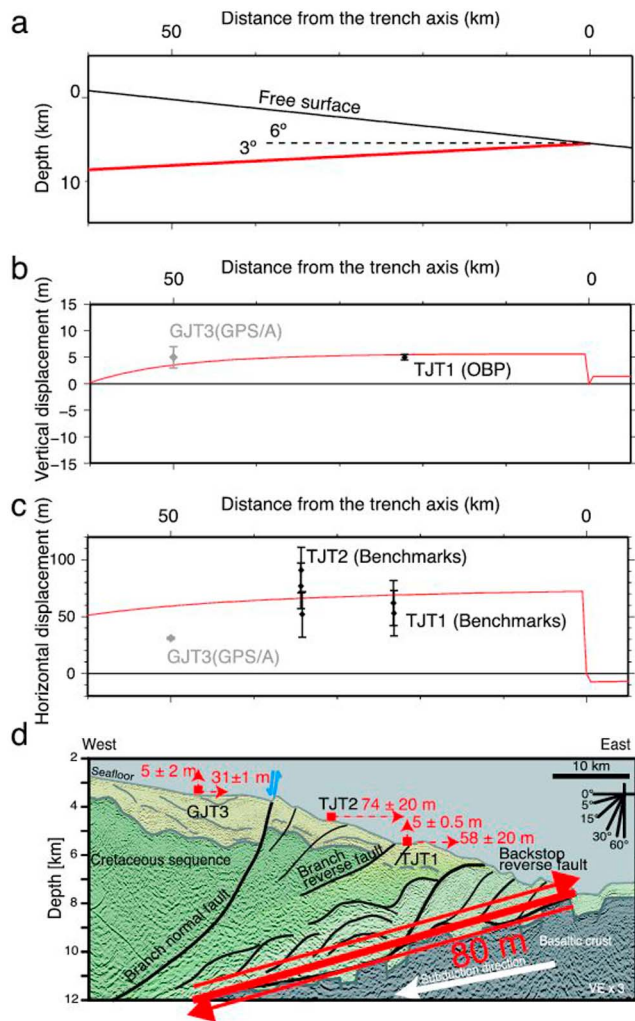 a
Distance from the trench axis (km)
50 0
Depth (km)
0
10
Free surface
6°
3°
b
Distance from the trench axis (km)
50 0
Vertical displacement (m)
15
10
5
0
−5
−10
−15
GJT3(GPS/A)
TJT1 (OBP)
c
Distance from the trench axis (km)
50 0
Horizontal displacement (m)
100
50
0
TJT2 (Benchmarks)
TJT1 (Benchmarks)
GJT3(GPS/A)
d
West East
Depth [km]
2
4
6
8
10
12
Seafloor
5 ± 2 m
31±1 m
10 km
0°
5°
15°
30°
60°
GJT3
TJT2
74 ± 20 m
5 ± 0.5 m
58 ± 20 m
TJT1
Cretaceous sequence
Branch normal fault
Branch reverse fault
Backstop reverse fault
80 m
Basaltic crust
Subduction direction
VE x 3